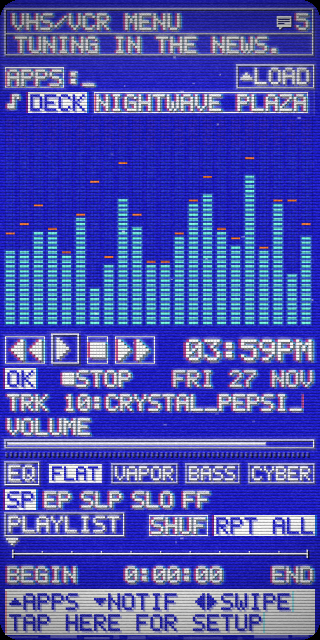 VHS/VCR MENU 5
TUNING IN THE NEWS.
APPS:_ LOAD
DECK NIGHTWAVE PLAZA
03:59PM
OK STOP FRI 27 NOV
TRK 10:CRYSTAL_PEPSI_
VOLUME
EQ FLAT VAPOR BASS CYBER
SP EP SLP SLO FF
PLAYLIST SHUF RPT ALL
BEGIN 0:00:00 END
APPS NOTIF SWIPE
TAP HERE FOR SETUP